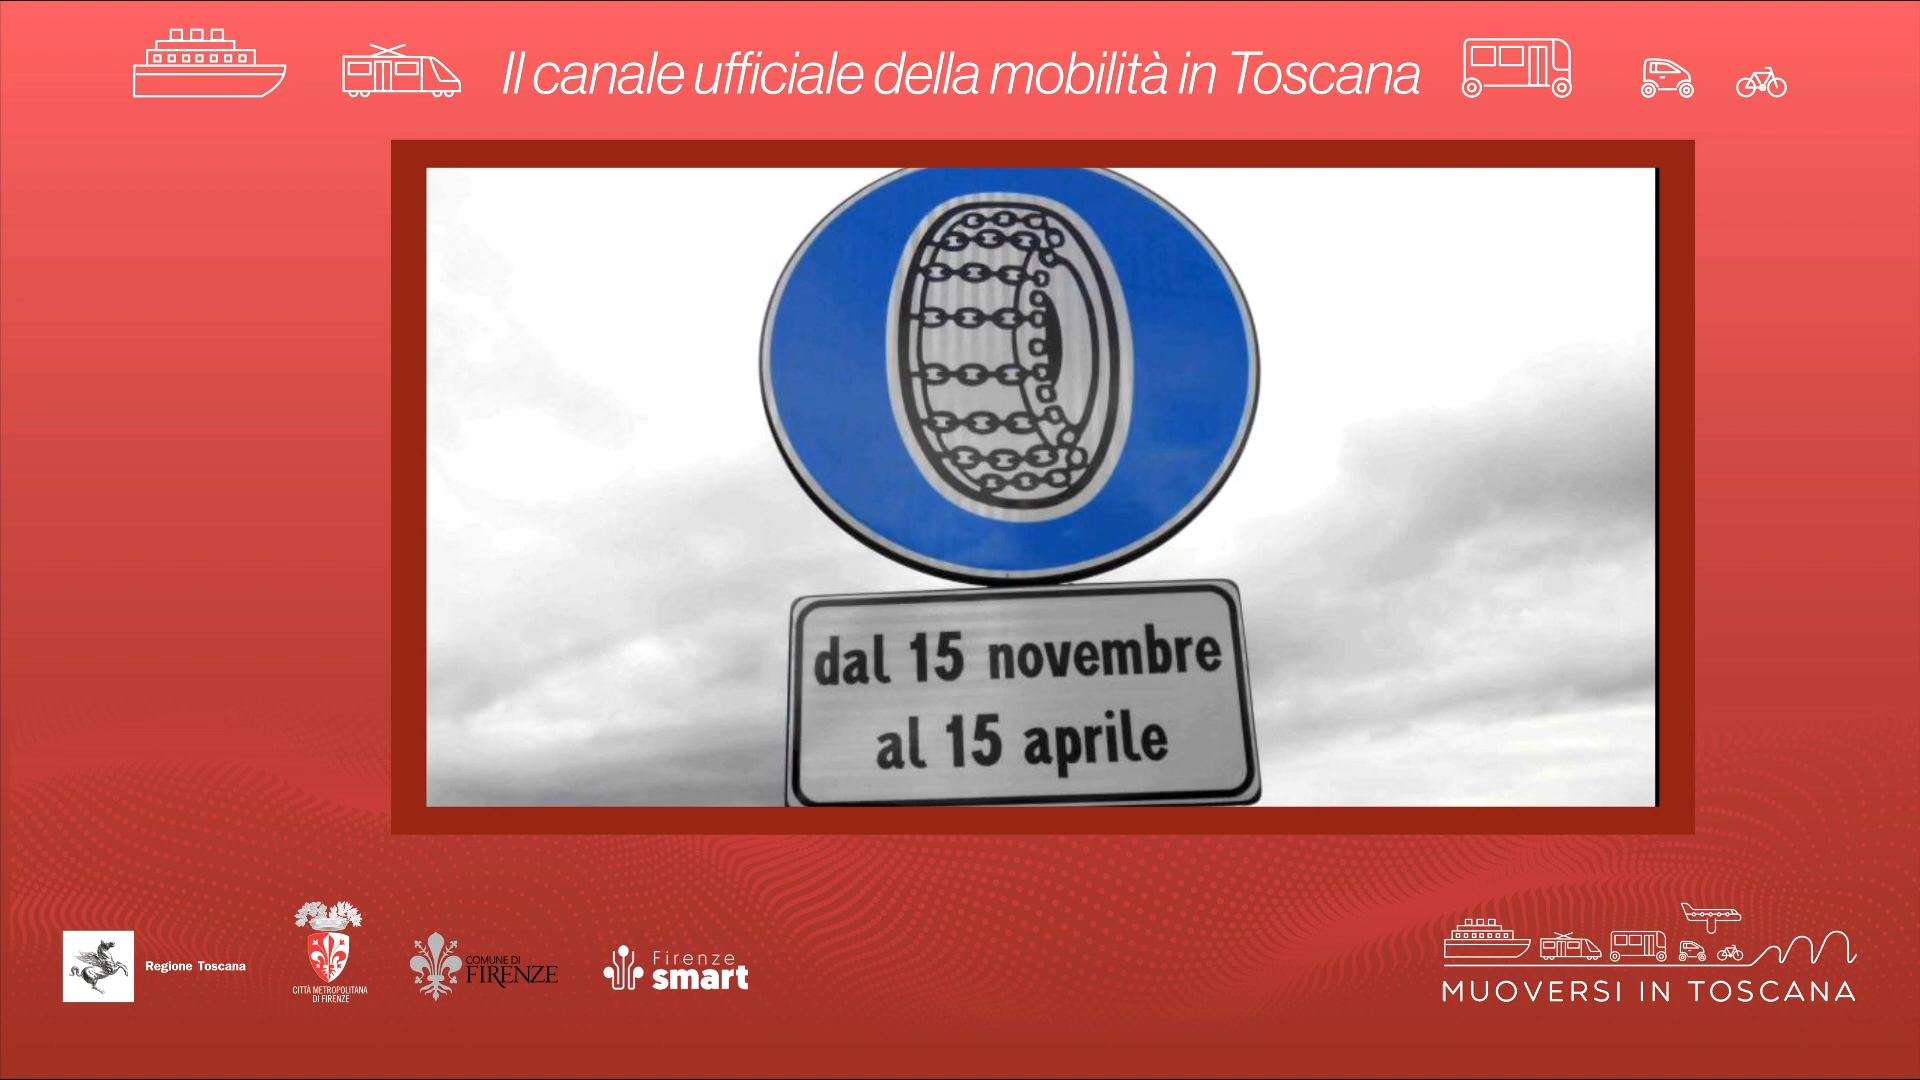 Il canale ufficiale della mobilità in Toscana
dal 15 novembre
al 15 aprile
Regione Toscana
CITTÀ METROPOLITANA
DI FIRENZE
COMUNE DI
FIRENZE
Firenze
smart
MUOVERSI IN TOSCANA